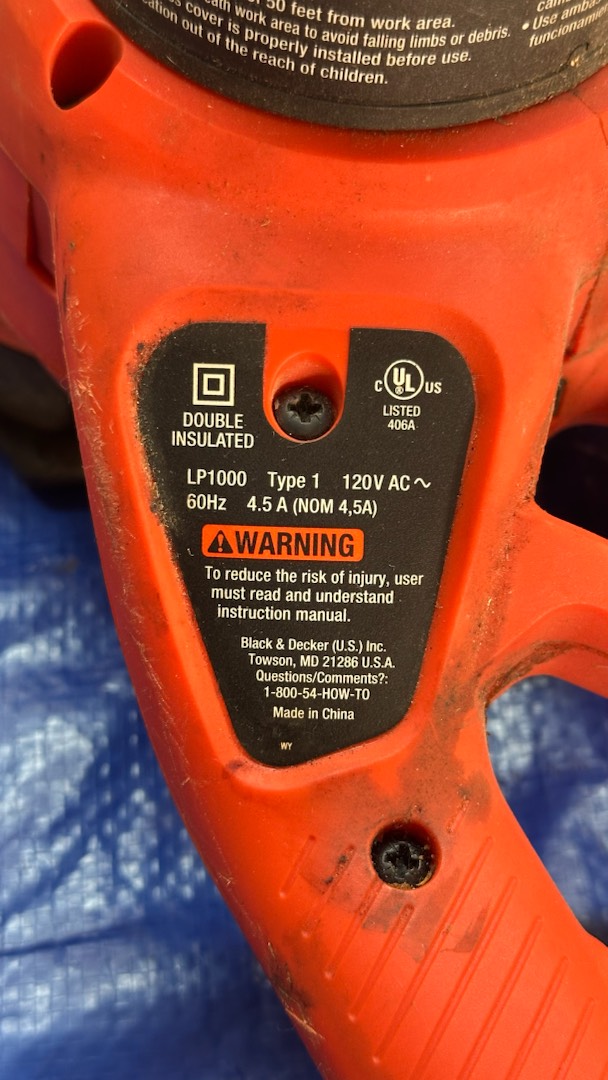 50 feet from work area.
work area to avoid falling limbs or debris.
cover is properly installed before use.
out of the reach of children.
• Use
DOUBLE
INSULATED
C UL US
®
LISTED
406A
LP1000 Type 1 120V AC ~
60Hz 4.5 A (NOM 4,5A)
WARNING
To reduce the risk of injury, user
must read and understand
instruction manual.
Black & Decker (U.S.) Inc.
Towson, MD 21286 U.S.A.
Questions/Comments?:
1-800-54-HOW-TO
Made in China
WY